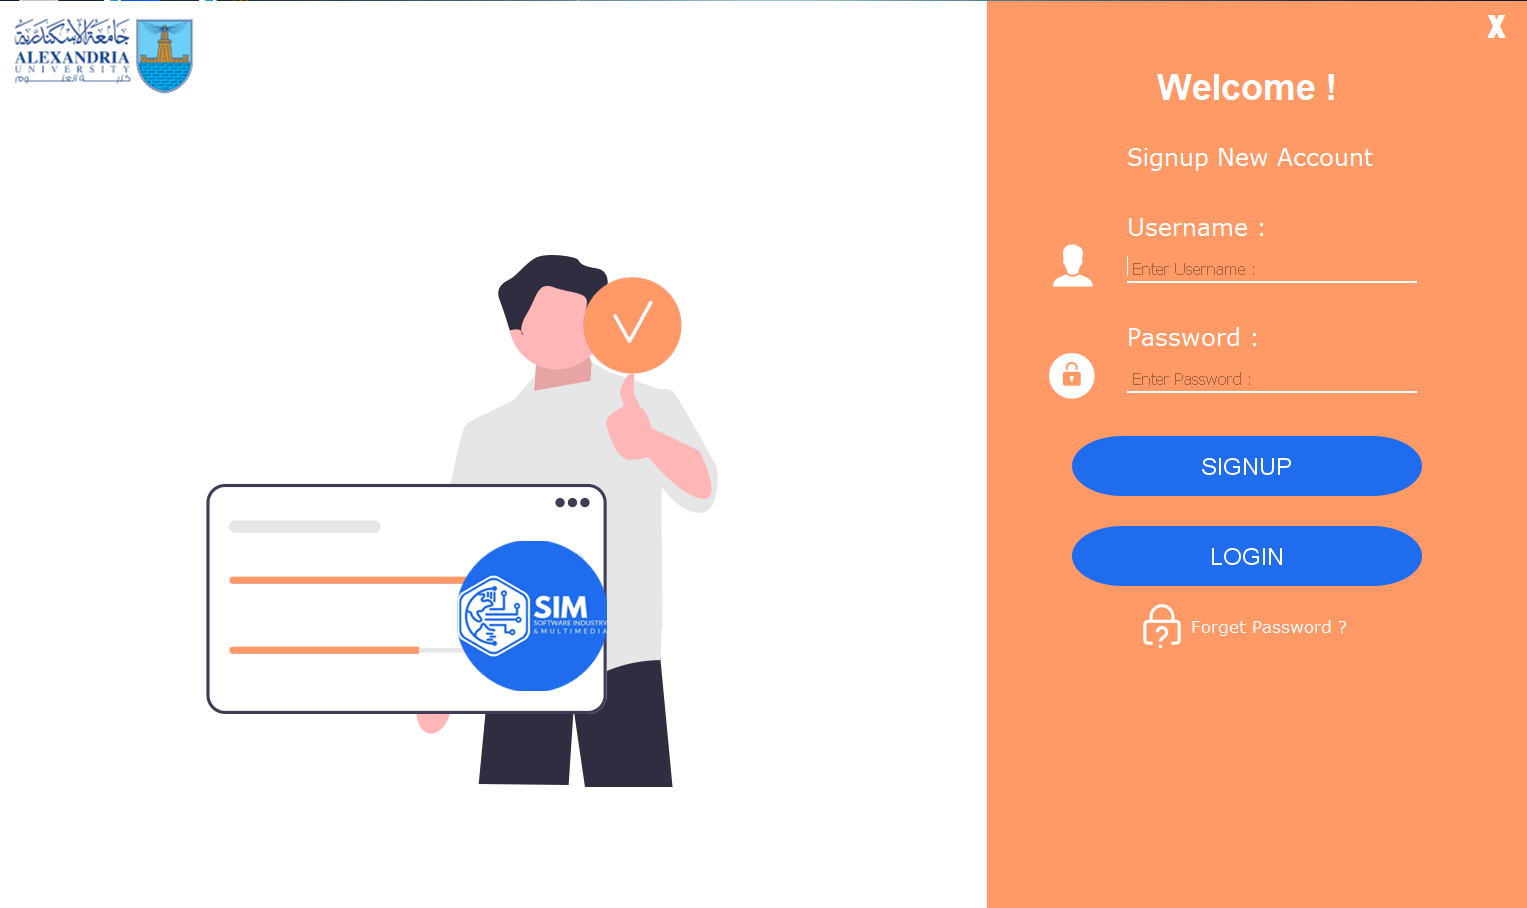 جامعة الإسكندرية
ALEXANDRIA
UNIVERSITY
كلية العلوم
X
Welcome !
Signup New Account
Username :
Enter Username :
Password :
Enter Password :
SIGNUP
LOGIN
Forget Password ?
SIM
SOFTWARE INDUSTRY
& MULTIMEDIA